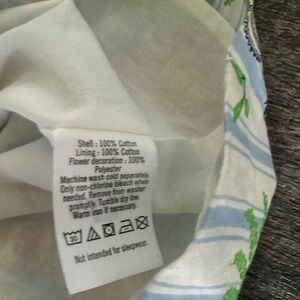 Shell : 100% Cotton
Lining : 100% Cotton
Flower decoration : 100%
Polyester
Machine wash cold separately.
Only non-chlorine bleach when
needed. Remove from washer
promptly. Tumble dry low.
Warm iron if necessary.
30
Not intended for sleepwear.